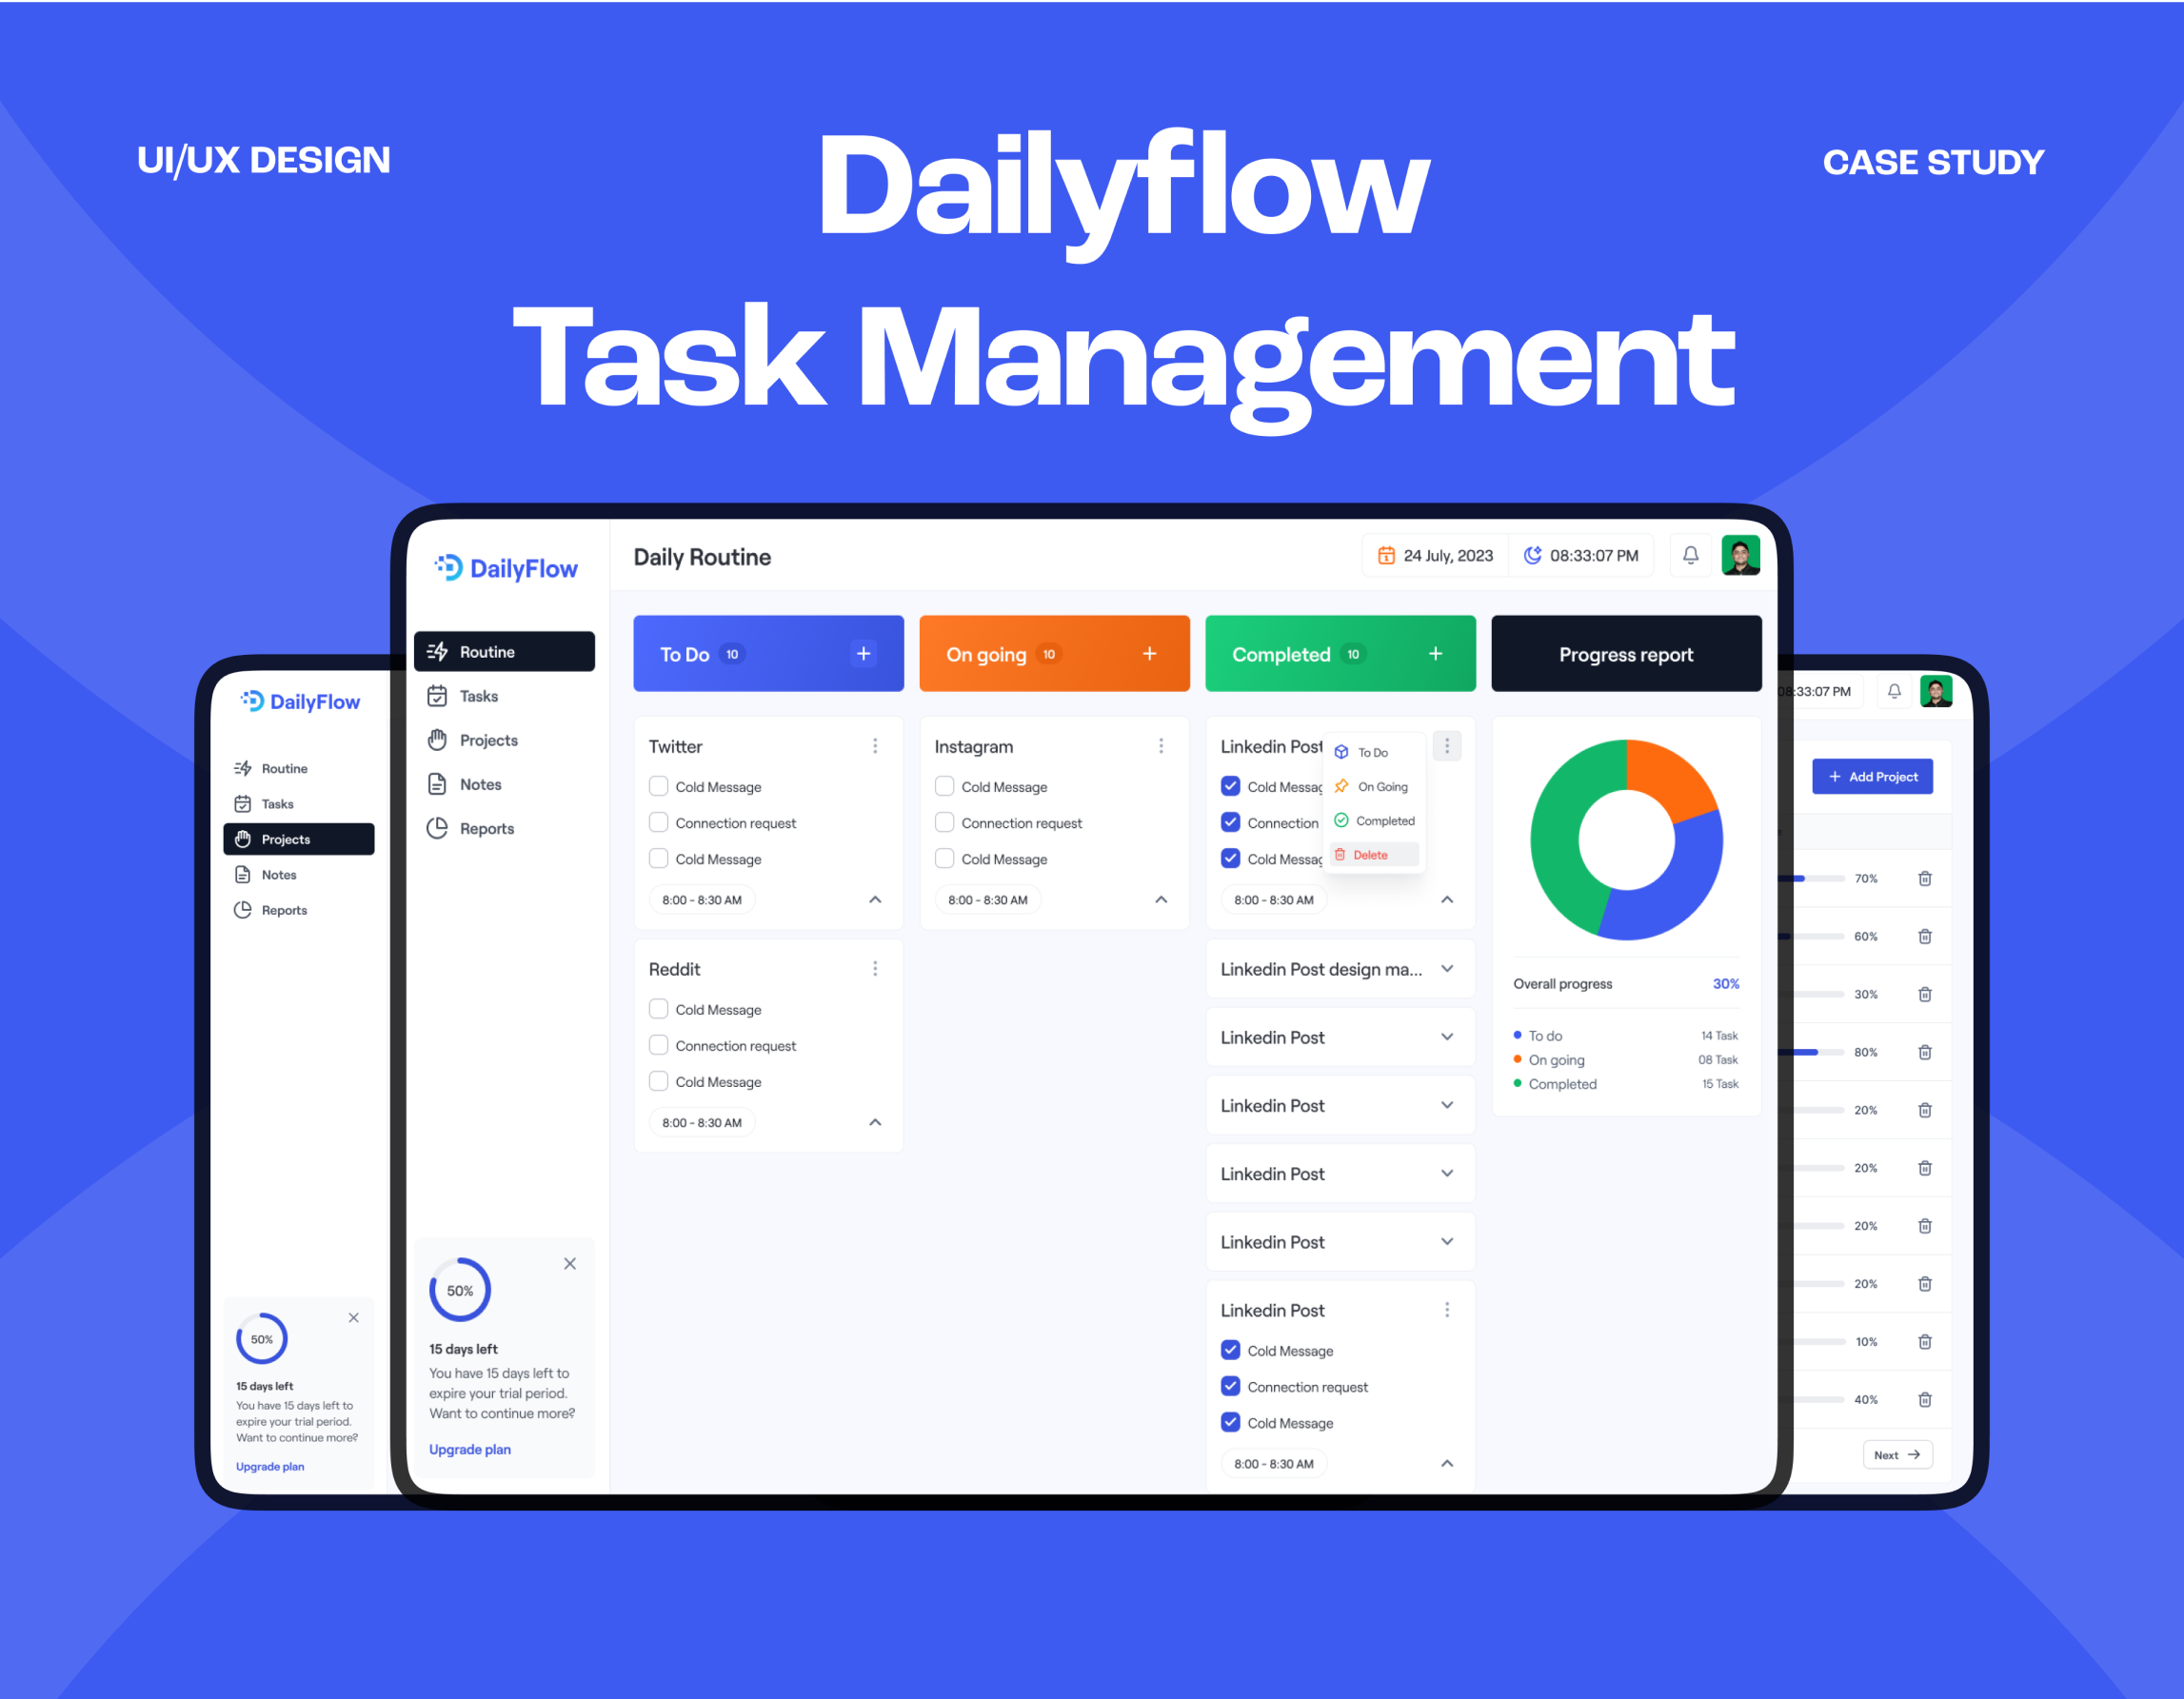 UI/UX DESIGN
Dailyflow
Task Management
CASE STUDY
DailyFlow
Routine
Tasks
Projects
Notes
Reports
50%
15 days left
You have 15 days left to
expire your trial period.
Want to continue more?
Upgrade plan
DailyFlow
Routine
Tasks
Projects
Notes
Reports
50%
15 days left
You have 15 days left to
expire your trial period.
Want to continue more?
Upgrade plan
Daily Routine
24 July, 2023
08:33:07 PM
To Do 10 +
On going 10 +
Completed 10 +
Progress report
Twitter
Cold Message
Connection request
Cold Message
8:00 - 8:30 AM
Reddit
Cold Message
Connection request
Cold Message
8:00 - 8:30 AM
Instagram
Cold Message
Connection request
Cold Message
8:00 - 8:30 AM
Linkedin Post
Cold Messag
Connection
Cold Messag
8:00 - 8:30 AM
To Do
On Going
Completed
Delete
Linkedin Post design ma...
Linkedin Post
Linkedin Post
Linkedin Post
Linkedin Post
Linkedin Post
Cold Message
Connection request
Cold Message
8:00 - 8:30 AM
Overall progress 30%
To do 14 Task
On going 08 Task
Completed 15 Task
08:33:07 PM
+ Add Project
70%
60%
30%
80%
20%
20%
20%
20%
10%
40%
Next